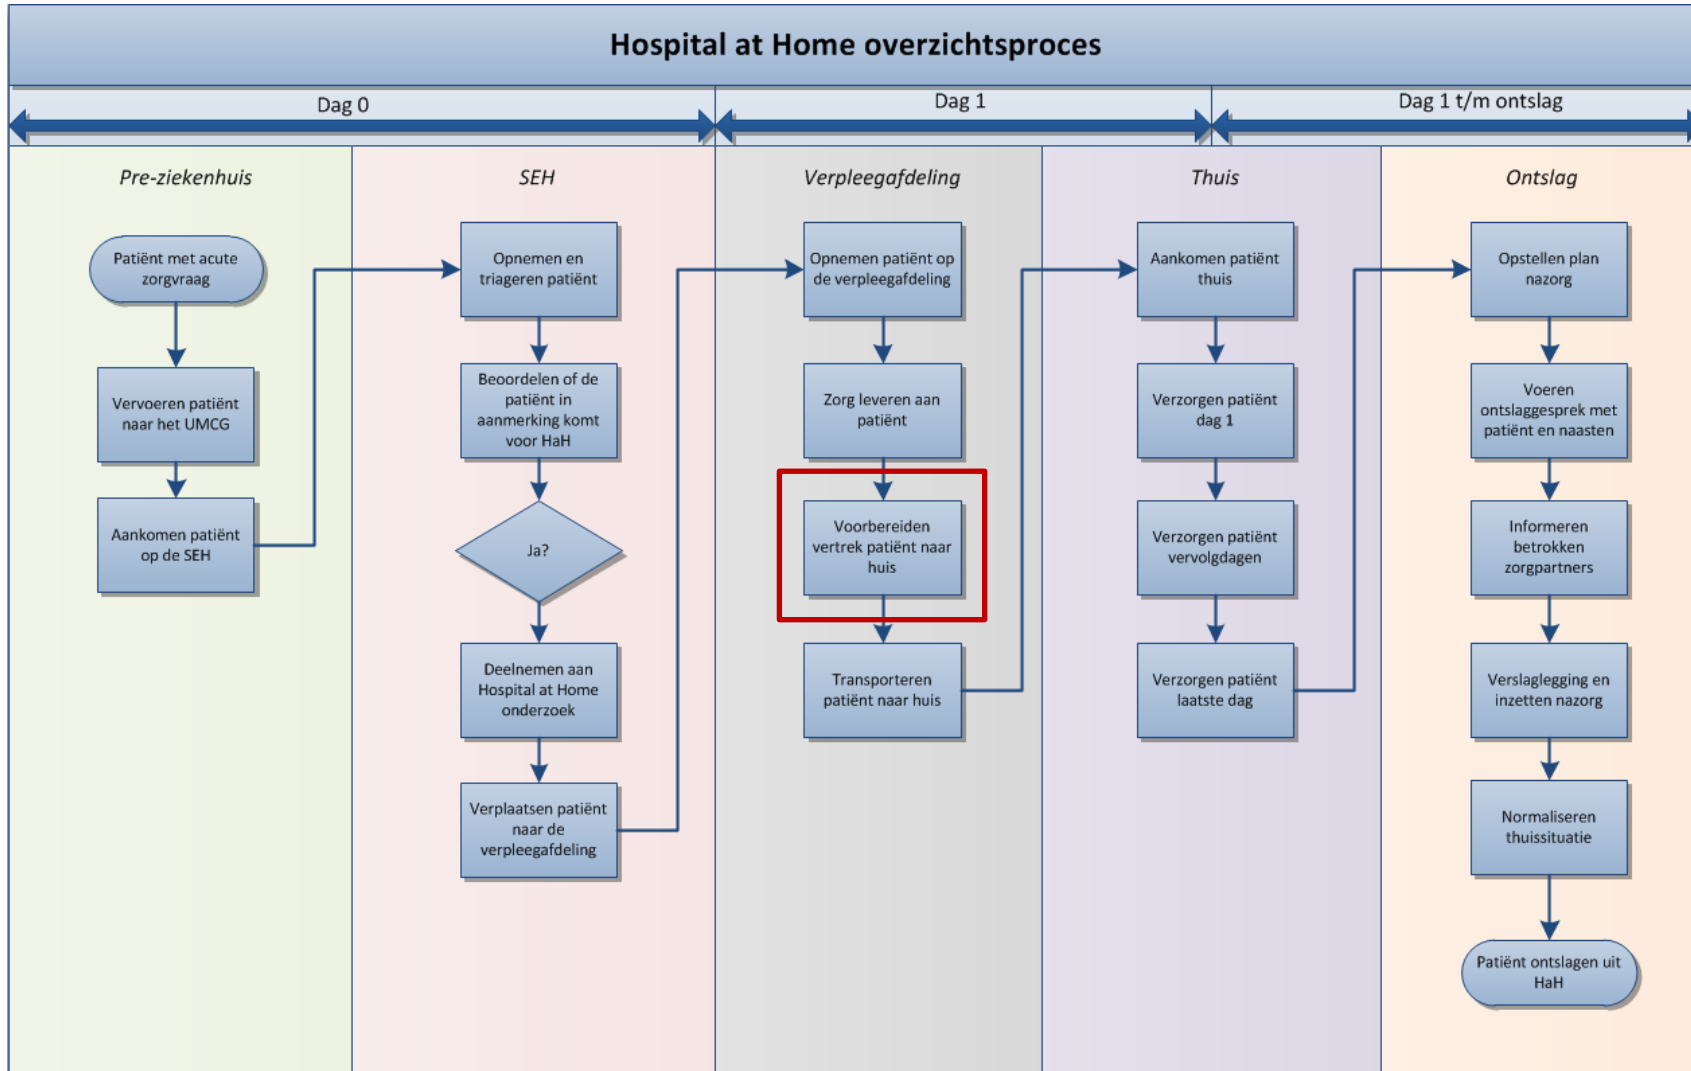 Hospital at Home overzichtsproces
Dag 0
Dag 1
Dag 1 t/m ontslag
Pre-ziekenhuis
SEH
Verpleegafdeling
Thuis
Ontslag
Patiënt met acute
zorgvraag
Vervoeren patiënt
naar het UMCG
Aankomen patiënt
op de SEH
Opnemen en
triageren patiënt
Beoordelen of de
patiënt in
aanmerking komt
voor HaH
Ja?
Deelnemen aan
Hospital at Home
onderzoek
Verplaatsen patiënt
naar de
verpleegafdeling
Opnemen patiënt op
de verpleegafdeling
Zorg leveren aan
patiënt
Voorbereiden
vertrek patiënt naar
huis
Transporteren
patiënt naar huis
Aankomen patiënt
thuis
Verzorgen patiënt
dag 1
Verzorgen patiënt
vervolgdagen
Verzorgen patiënt
laatste dag
Opstellen plan
nazorg
Voeren
ontslaggesprek met
patiënt en naasten
Informeren
betrokken
zorgpartners
Verslaglegging en
inzetten nazorg
Normaliseren
thuissituatie
Patiënt ontslagen uit
HaH